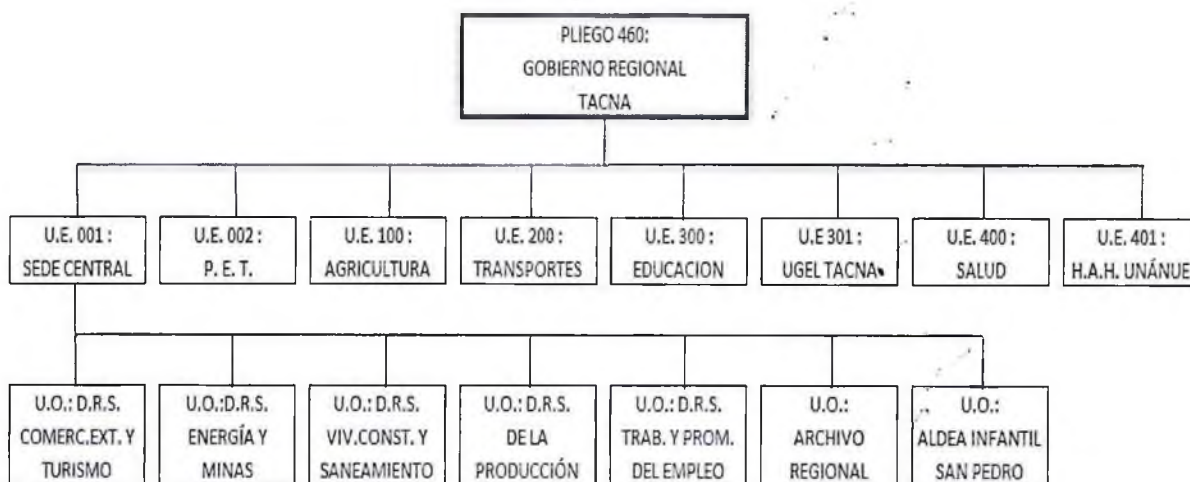 PLIEGO 460:
GOBIERNO REGIONAL
TACNA
U.E. 001 :
SEDE CENTRAL
U.E. 002 :
P. E. T.
U.E. 100 :
AGRICULTURA
U.E. 200 :
TRANSPORTES
U.E. 300 :
EDUCACION
U.E 301 :
UGEL TACNA
U.E. 400 :
SALUD
U.E. 401 :
H.A.H. UNÁNUE
U.O.: D.R.S.
COMERC.EXT. Y
TURISMO
U.O.:D.R.S.
ENERGÍA Y
MINAS
U.O.: D.R.S.
VIV.CONST. Y
SANEAMIENTO
U.O.: D.R.S.
DE LA
PRODUCCIÓN
U.O.: D.R.S.
TRAB. Y PROM.
DEL EMPLEO
U.O.:
ARCHIVO
REGIONAL
U.O.:
ALDEA INFANTIL
SAN PEDRO